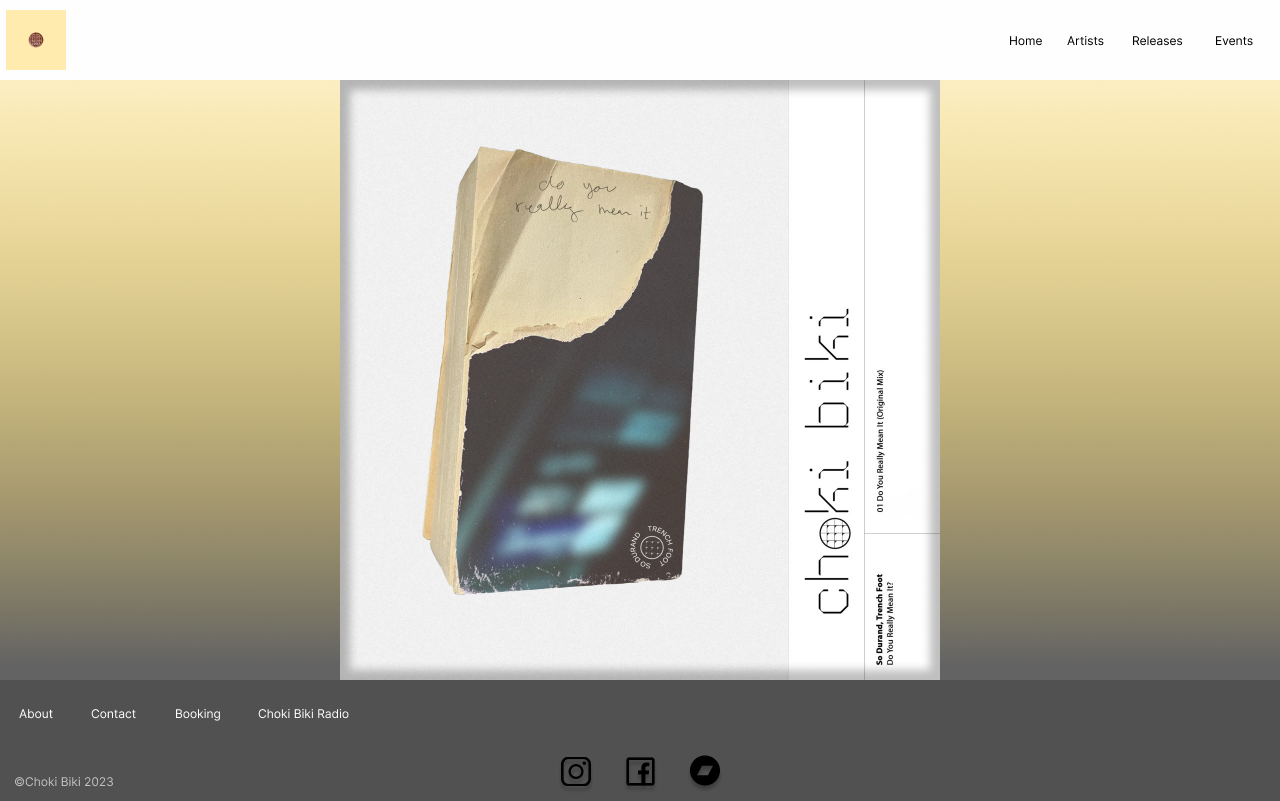 Home Artists Releases Events
do you
really mean it
choki biki
01 Do You Really Mean It (Original Mix)
So Durand, Trench Foot
Do You Really Mean It?
SO DURAND TRENCH FOOT
About Contact Booking Choki Biki Radio
©Choki Biki 2023